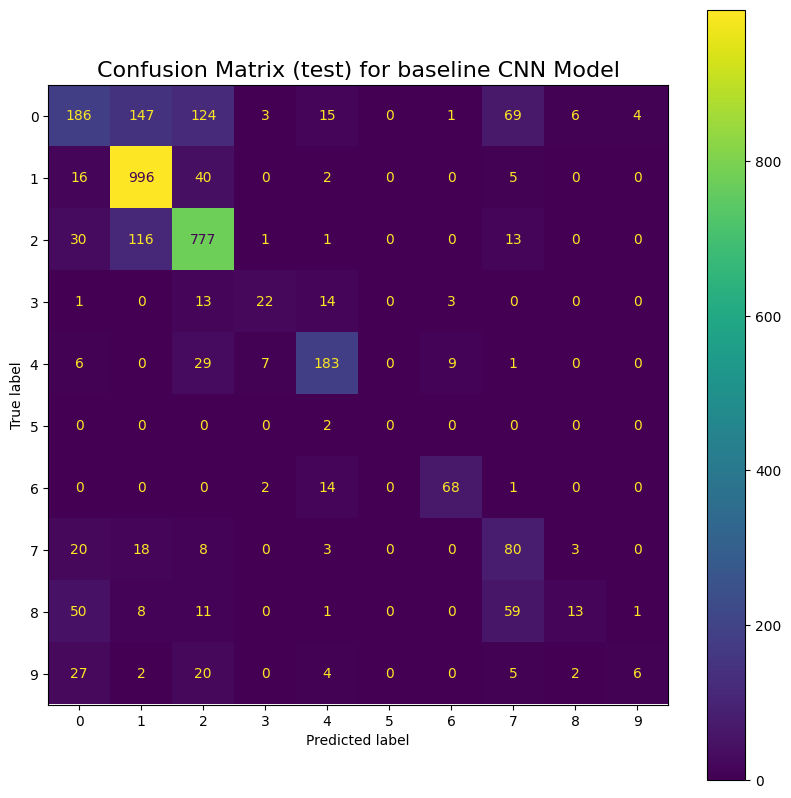 Confusion Matrix (test) for baseline CNN Model
0 186 147 124 3 15 0 1 69 6 4
1 16 996 40 0 2 0 0 5 0 0
2 30 116 777 1 1 0 0 13 0 0
3 1 0 13 22 14 0 3 0 0 0
4 6 0 29 7 183 0 9 1 0 0
5 0 0 0 0 2 0 0 0 0 0
6 0 0 0 2 14 0 68 1 0 0
7 20 18 8 0 3 0 0 80 3 0
8 50 8 11 0 1 0 0 59 13 1
9 27 2 20 0 4 0 0 5 2 6
0 1 2 3 4 5 6 7 8 9
Predicted label
True label
800
600
400
200
0